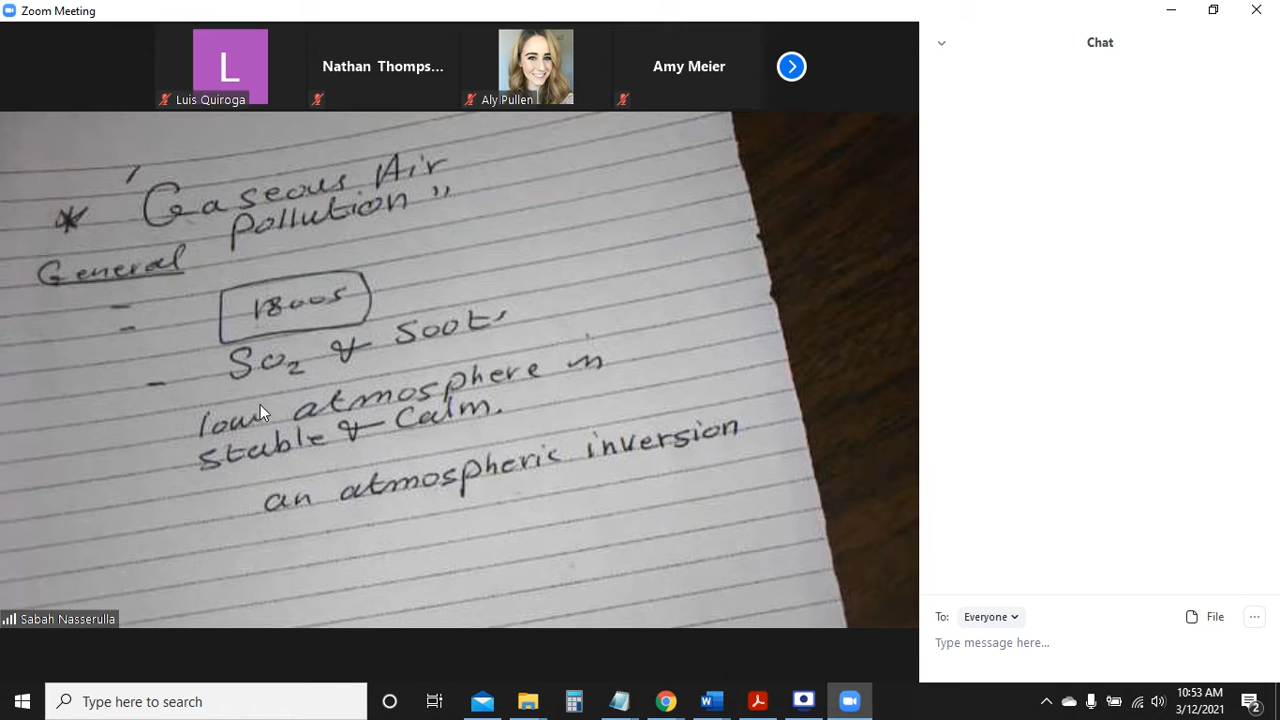 Zoom Meeting
L
Luis Quiroga
Nathan Thomps...
Aly Pullen
Amy Meier
Chat
* "Gaseous Air
Pollution"
General
- 1800s
-
- SO2 & Soot,
low atmosphere in
stable & Calm.
an atmospheric inversion
Sabah Nasserulla
To: Everyone
File
...
Type message here...
Type here to search
10:53 AM
3/12/2021
2